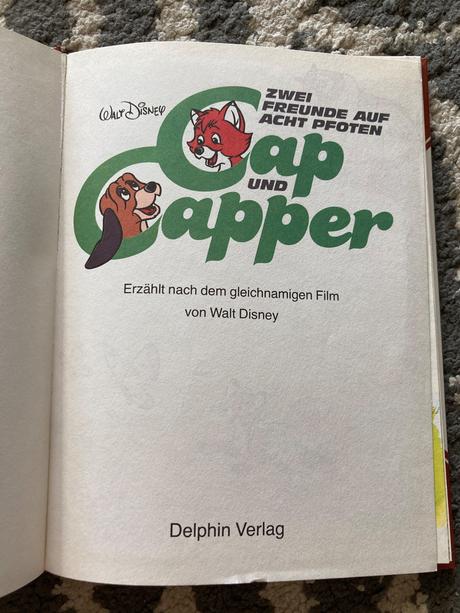 Walt Disney
ZWEI
FREUNDE AUF
ACHT PFOTEN
Cap
UND
Capper
Erzählt nach dem gleichnamigen Film
von Walt Disney
Delphin Verlag